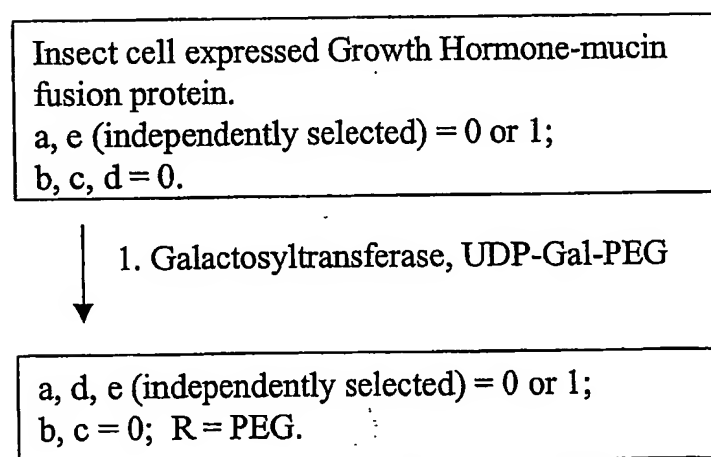 Insect cell expressed Growth Hormone-mucin
fusion protein.
a, e (independently selected) = 0 or 1;
b, c, d = 0.
1. Galactosyltransferase, UDP-Gal-PEG
a, d, e (independently selected) = 0 or 1;
b, c = 0; R = PEG.